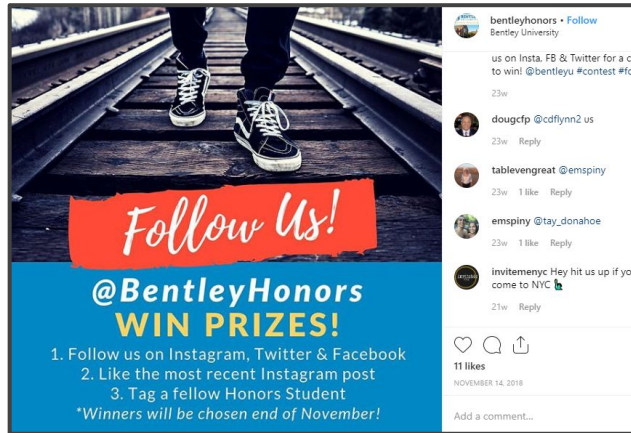 Follow Us!
@BentleyHonors
WIN PRIZES!
1. Follow us on Instagram, Twitter & Facebook
2. Like the most recent Instagram post
3. Tag a fellow Honors Student
*Winners will be chosen end of November!
bentleyhonors • Follow
Bentley University
us on Insta, FB & Twitter for a c
to win! @bentleyu #contest #fo
23w
dougcfp @cdflynn2 us
23w Reply
tablevengreat @emspiny
23w 1 like Reply
emspiny @tay_donahoe
23w 1 like Reply
invitemenyc Hey hit us up if yo
come to NYC
21w Reply
11 likes
NOVEMBER 14, 2018
Add a comment...